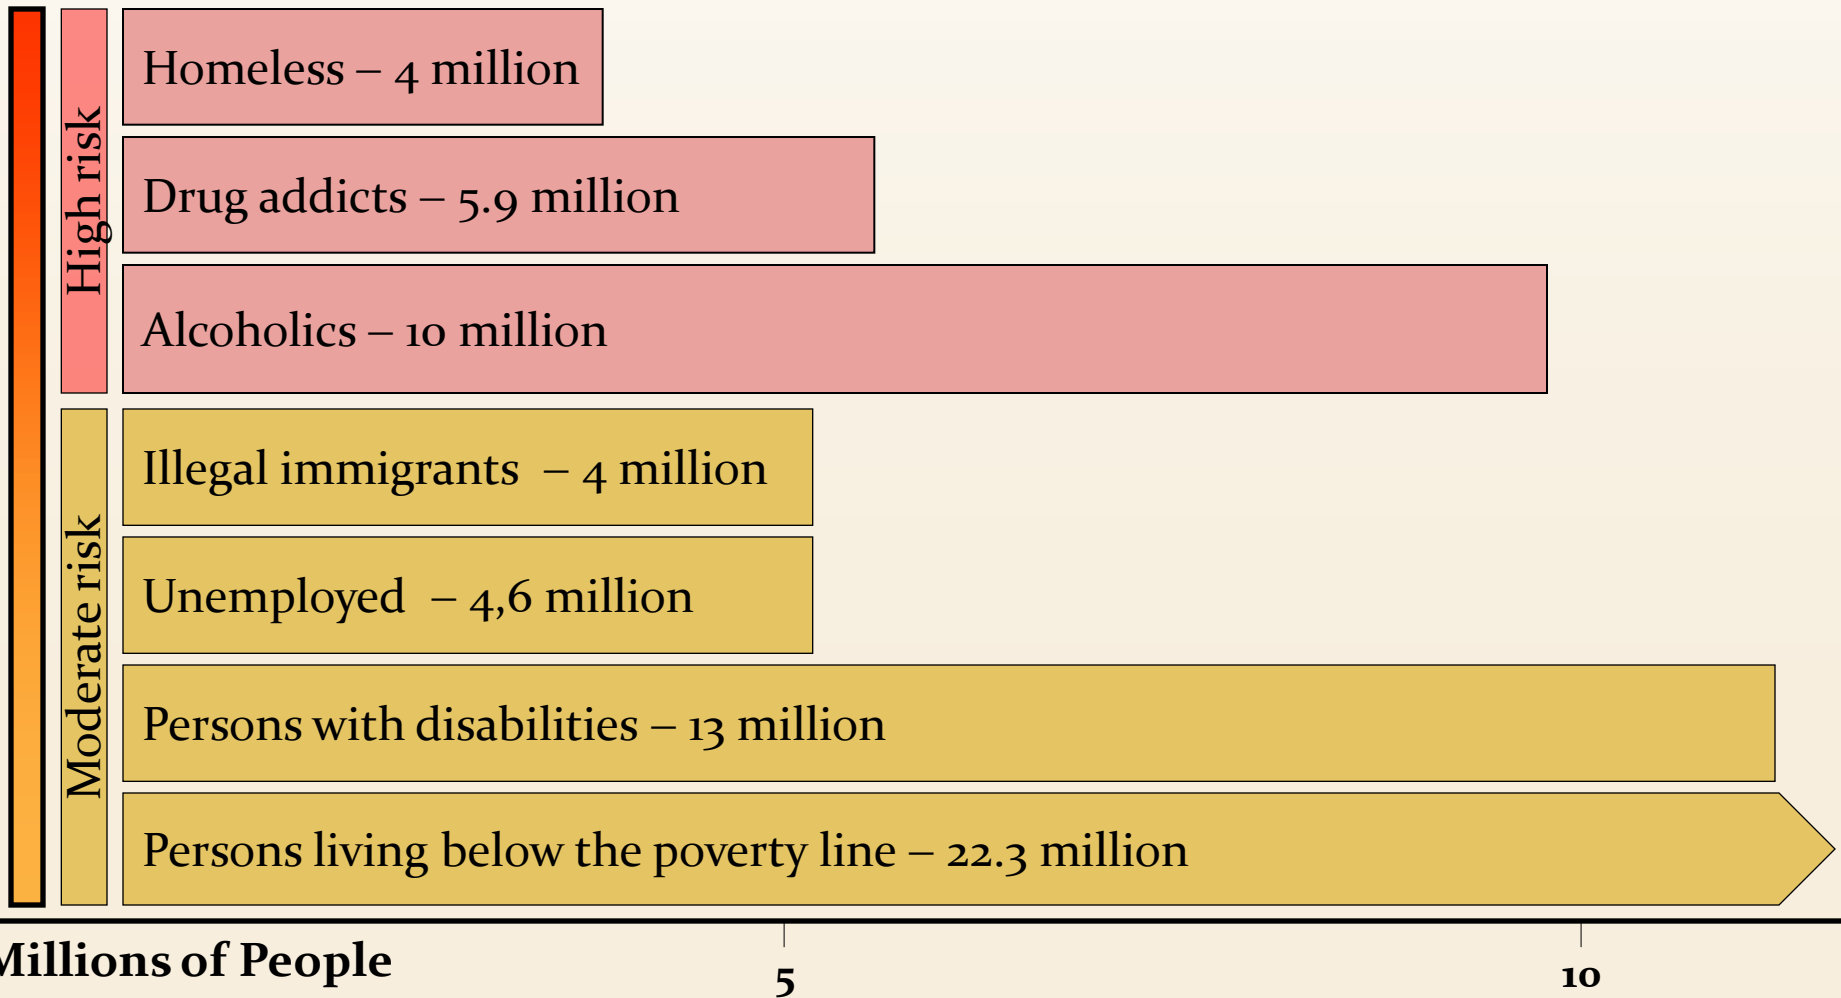 High risk
Homeless – 4 million
Drug addicts – 5.9 million
Alcoholics – 10 million
Moderate risk
Illegal immigrants – 4 million
Unemployed – 4,6 million
Persons with disabilities – 13 million
Persons living below the poverty line – 22.3 million
Millions of People
5
10